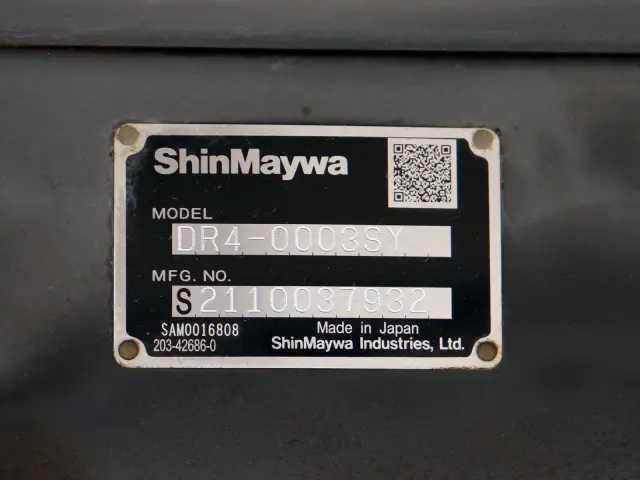 ShinMaywa
MODEL
DR4-0003SY
MFG. NO.
S2110037932
SAM0016808
203-42686-0
Made in Japan
ShinMaywa Industries, Ltd.